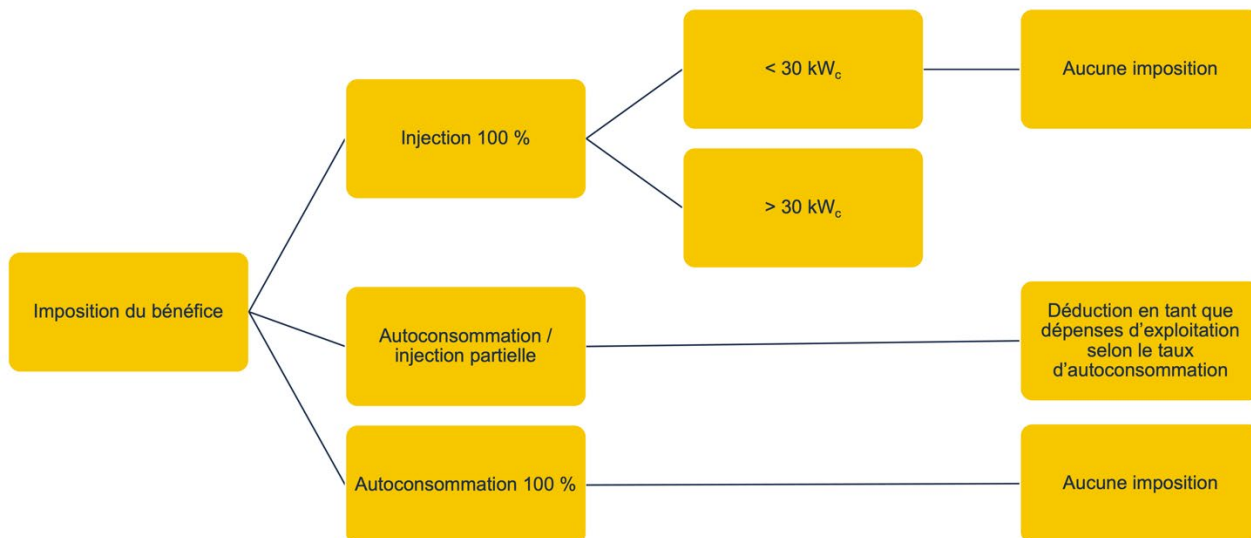 Imposition du bénéfice
Injection 100 %
< 30 kWc
Aucune imposition
> 30 kWc
Autoconsommation /
injection partielle
Déduction en tant que
dépenses d'exploitation
selon le taux
d'autoconsommation
Autoconsommation 100 %
Aucune imposition